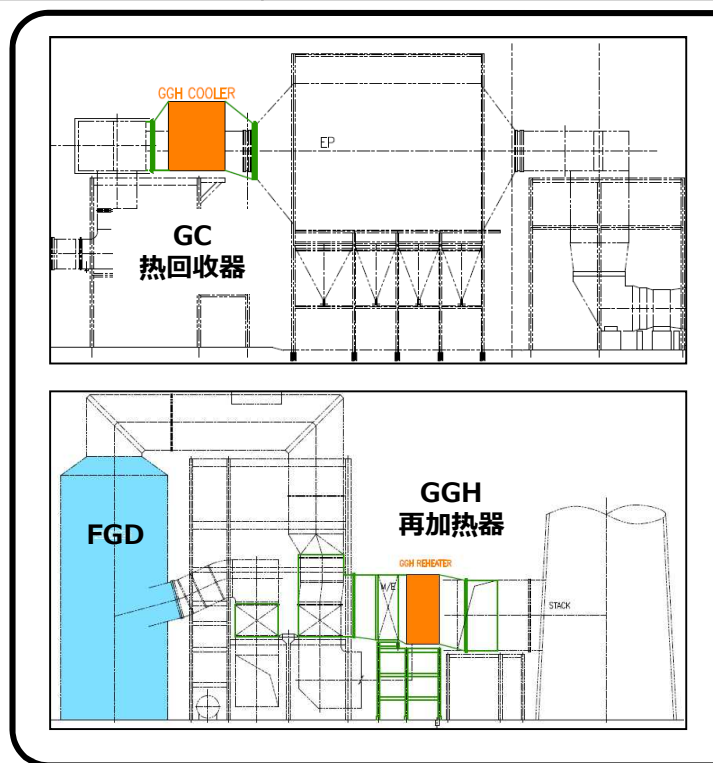 GGH COOLER
EP
GC
热回收器
FGD
GGH
再加热器
GGH REHEATER
M/E
STACK